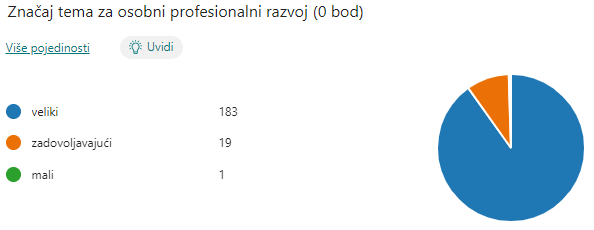 Značaj tema za osobni profesionalni razvoj (0 bod)
Više pojedinosti
Uvidi
veliki 183
zadovoljavajući 19
mali 1